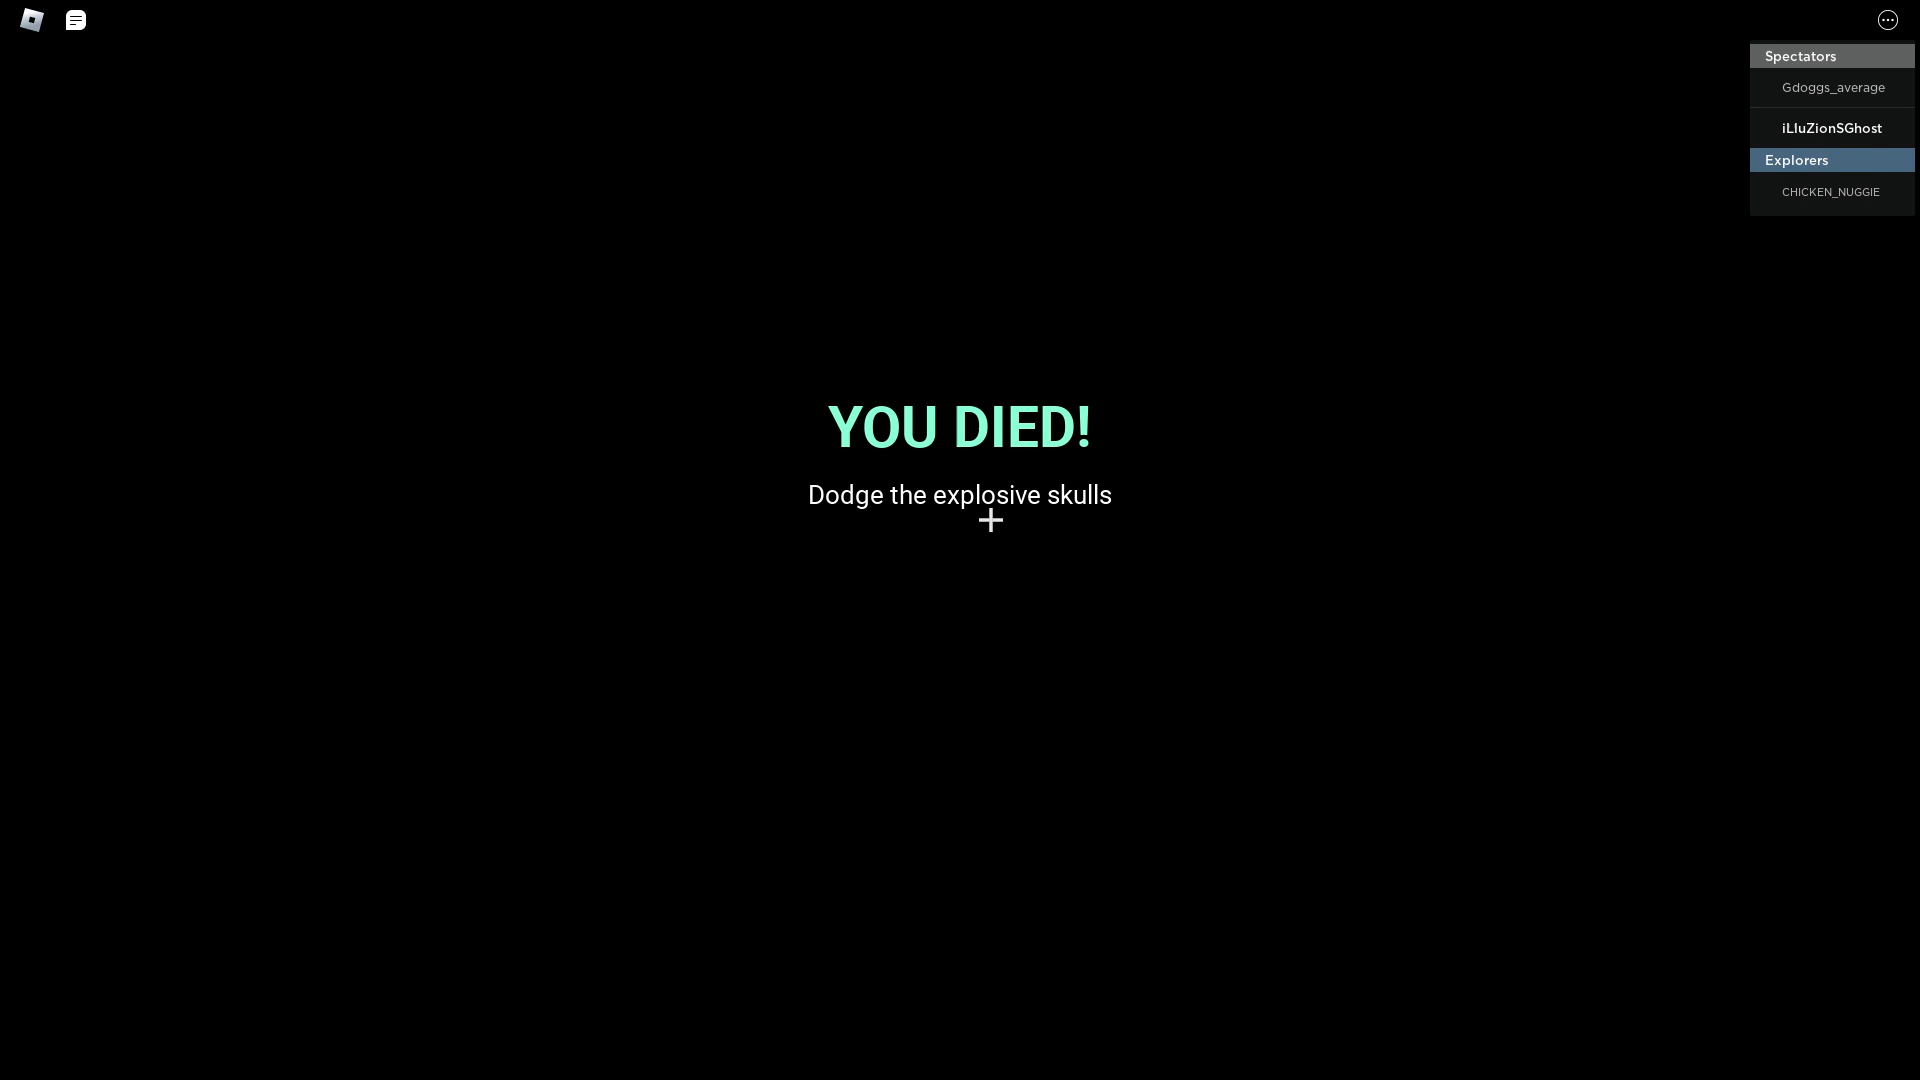 Spectators
Gdoggs_average
iLluZionSGhost
Explorers
CHICKEN_NUGGIE
YOU DIED!
Dodge the explosive skulls